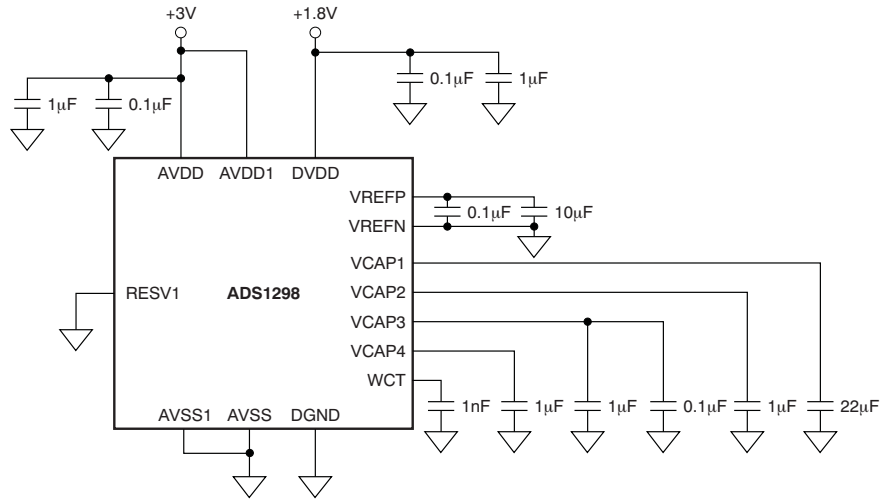 +3V
+1.8V
1μF
0.1μF
0.1μF
1μF
AVDD
AVDD1
DVDD
VREFP
0.1μF
10μF
VREFN
VCAP1
RESV1
ADS1298
VCAP2
VCAP3
VCAP4
WCT
1nF
1μF
1μF
0.1μF
1μF
22μF
AVSS1
AVSS
DGND